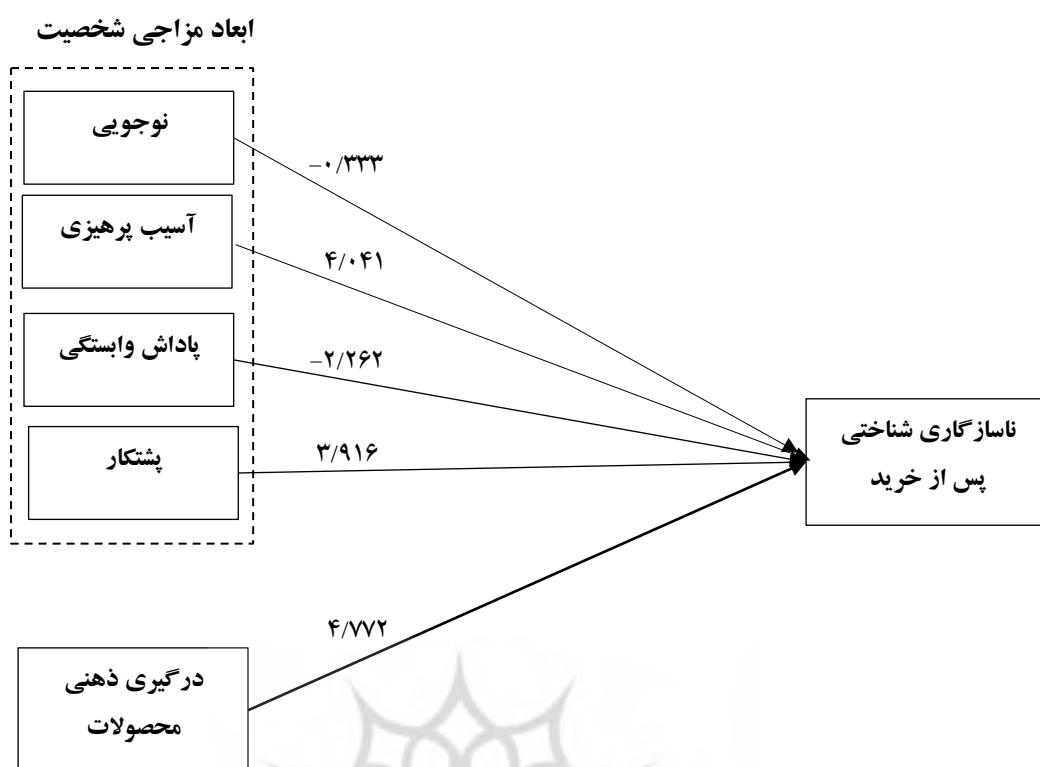 ابعاد مزاجی شخصیت
نوجویی
−۰/۳۳۳
آسیب پرهیزی
۴/۰۴۱
پاداش وابستگی
−۲/۲۶۲
پشتکار
۳/۹۱۶
ناسازگاری شناختی
پس از خرید
۴/۷۷۲
درگیری ذهنی
محصولات